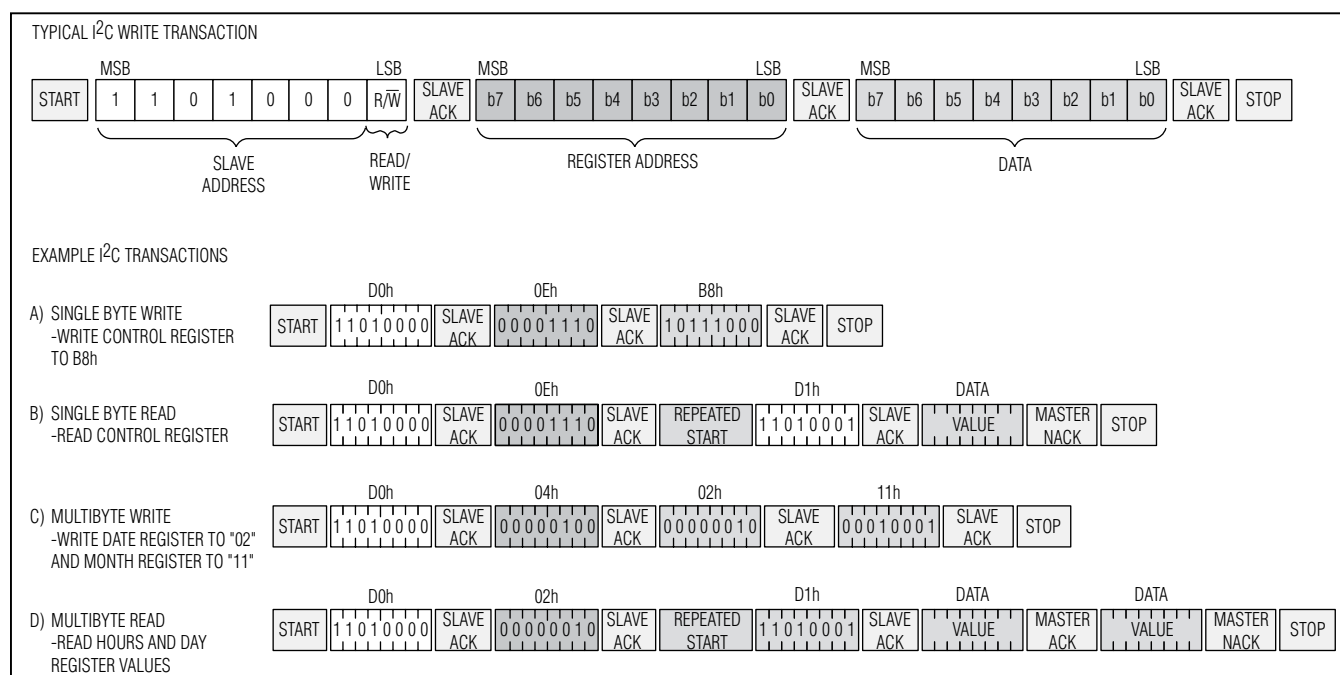 TYPICAL I2C WRITE TRANSACTION
MSB LSB MSB LSB MSB LSB
START 1 1 0 1 0 0 0 R/W̅ SLAVE ACK b7 b6 b5 b4 b3 b2 b1 b0 SLAVE ACK b7 b6 b5 b4 b3 b2 b1 b0 SLAVE ACK STOP
SLAVE ADDRESS READ/WRITE REGISTER ADDRESS DATA
EXAMPLE I2C TRANSACTIONS
D0h 0Eh B8h
A) SINGLE BYTE WRITE
-WRITE CONTROL REGISTER
TO B8h
START 11010000 SLAVE ACK 00001110 SLAVE ACK 10111000 SLAVE ACK STOP
D0h 0Eh D1h DATA
B) SINGLE BYTE READ
-READ CONTROL REGISTER
START 11010000 SLAVE ACK 00001110 SLAVE ACK REPEATED START 11010001 SLAVE ACK VALUE MASTER NACK STOP
D0h 04h 02h 11h
C) MULTIBYTE WRITE
-WRITE DATE REGISTER TO "02"
AND MONTH REGISTER TO "11"
START 11010000 SLAVE ACK 00000100 SLAVE ACK 00000010 SLAVE ACK 00010001 SLAVE ACK STOP
D0h 02h D1h DATA DATA
D) MULTIBYTE READ
-READ HOURS AND DAY
REGISTER VALUES
START 11010000 SLAVE ACK 00000010 SLAVE ACK REPEATED START 11010001 SLAVE ACK VALUE MASTER ACK VALUE MASTER NACK STOP